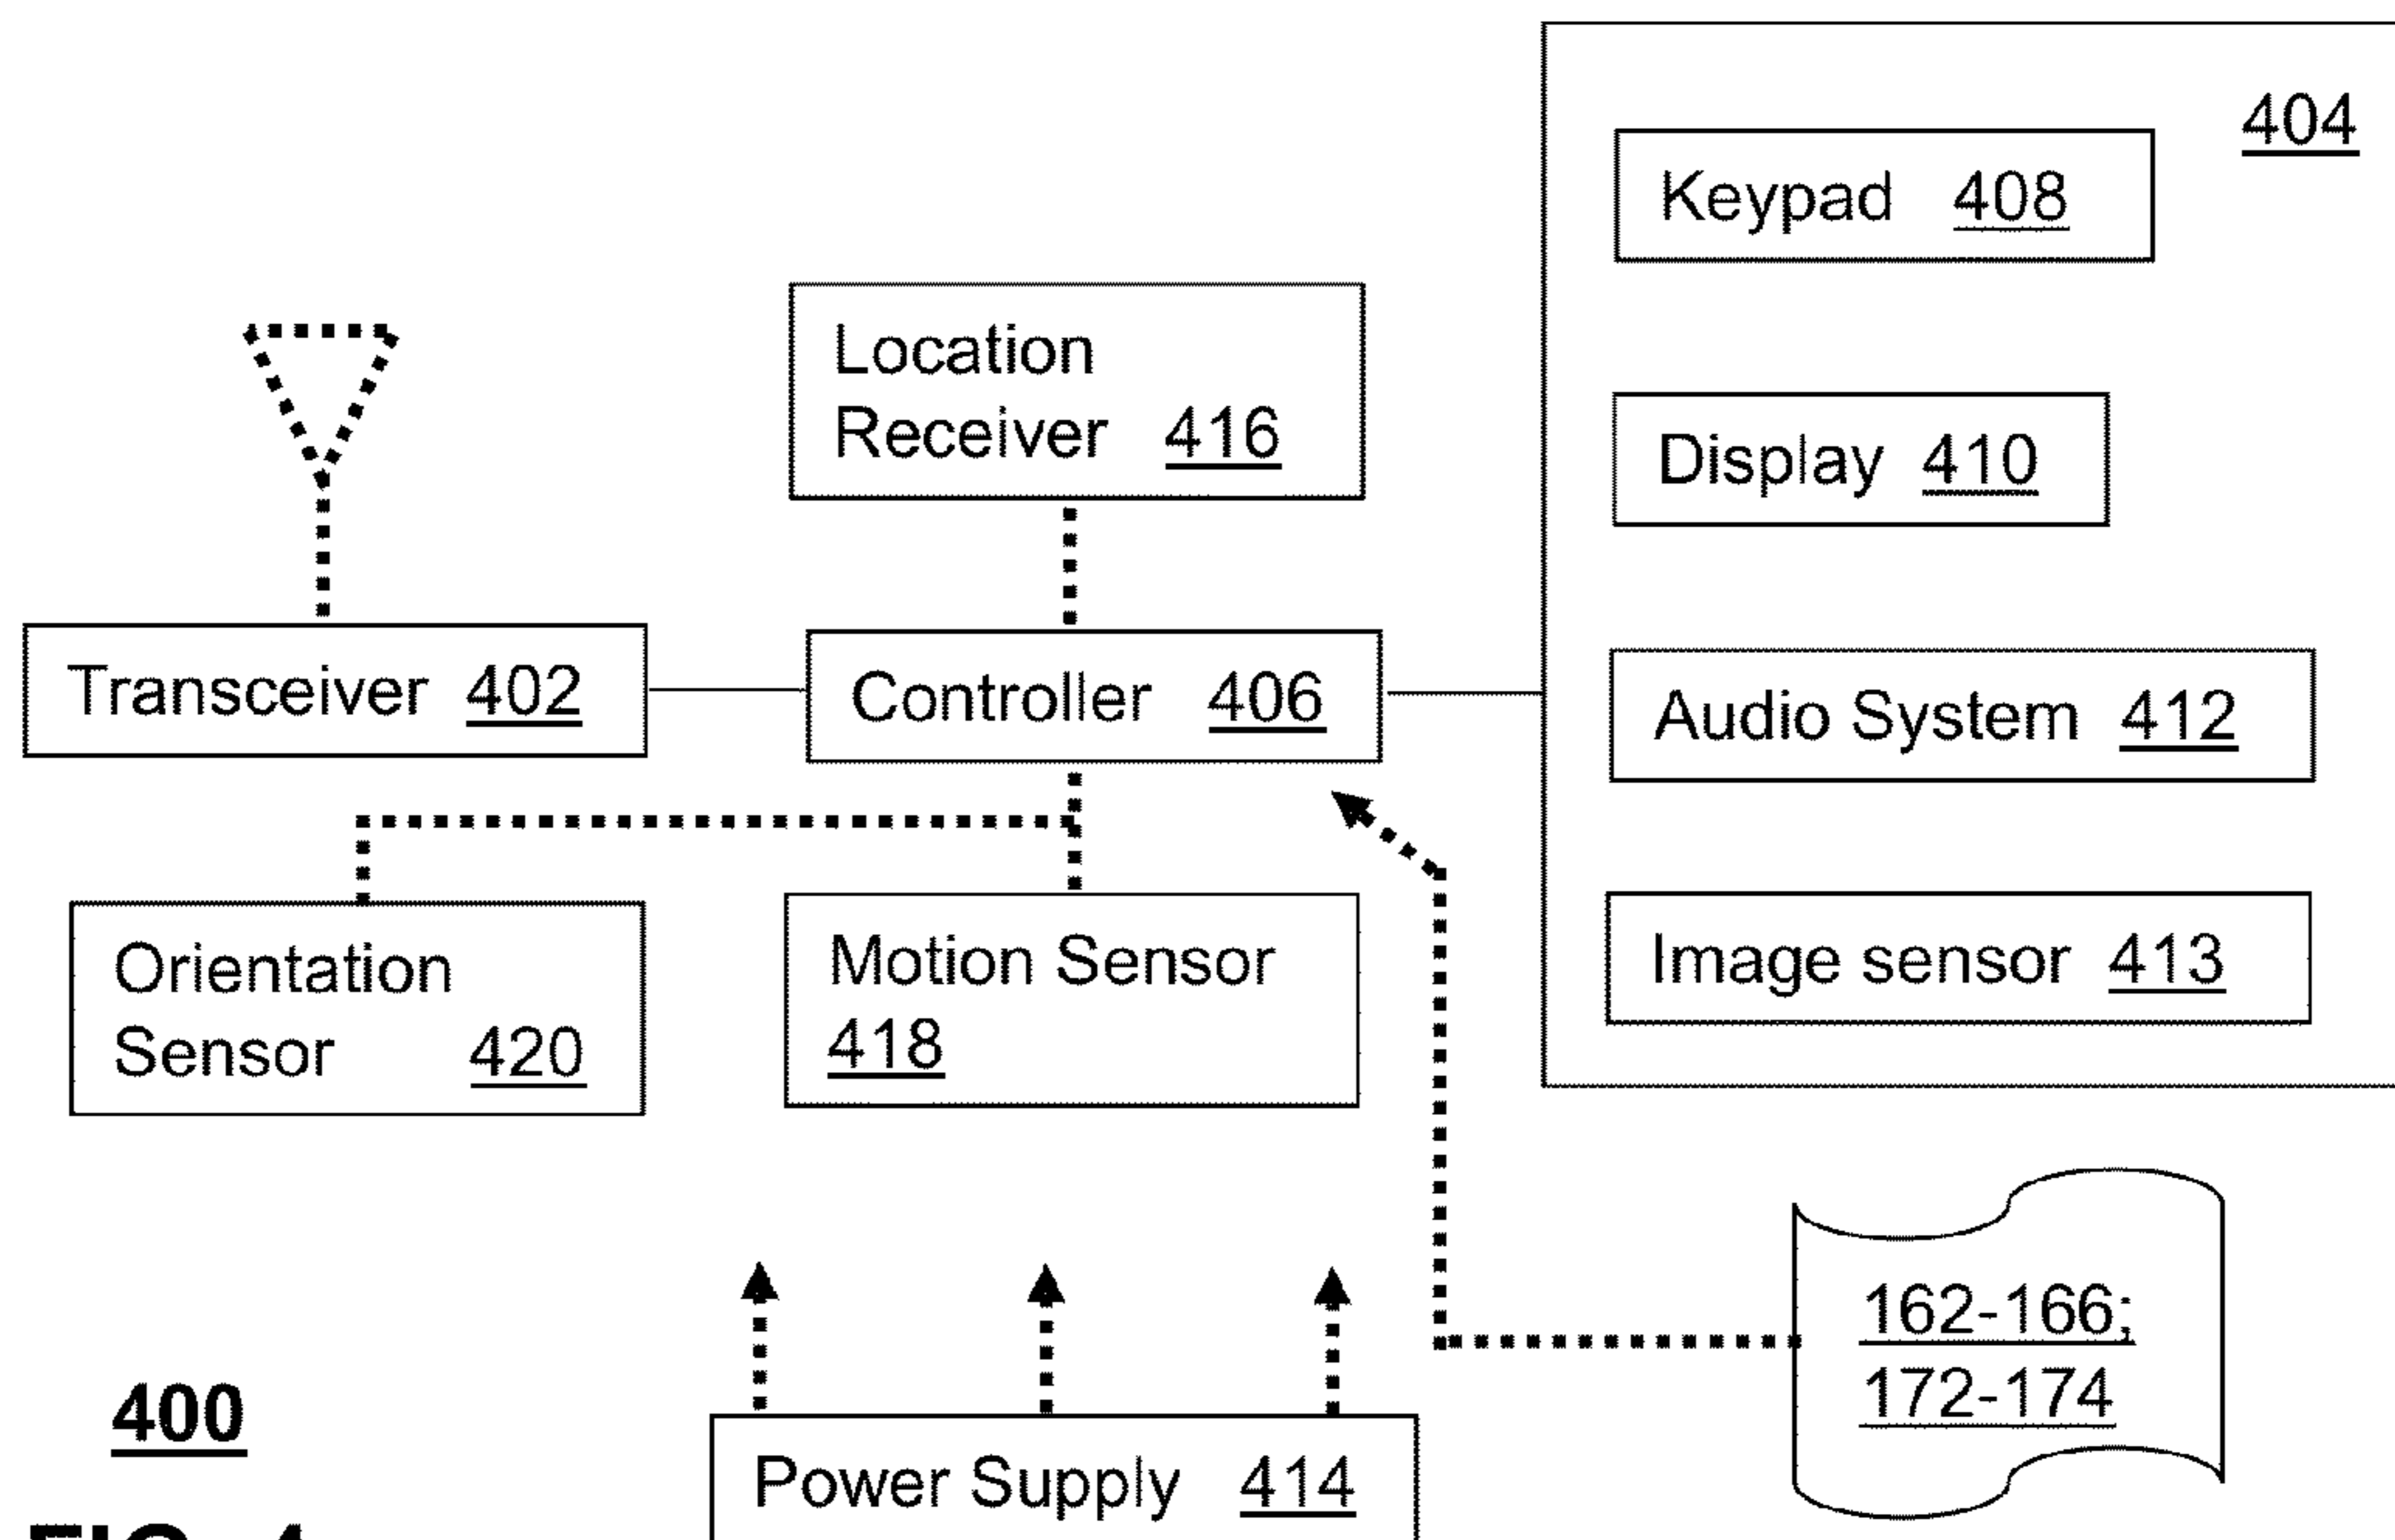 404
Keypad 408
Location
Receiver 416
Display 410
Transceiver 402
Controller 406
Audio System 412
Orientation
Sensor 420
Motion Sensor
418
Image sensor 413
162-166;
172-174
400
Power Supply 414